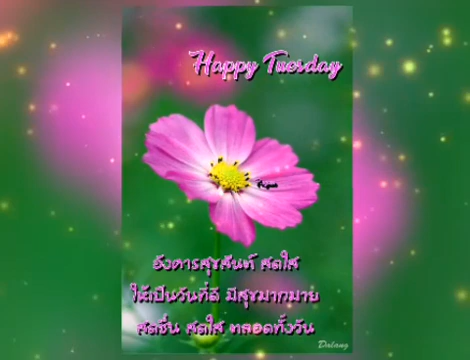 Happy Tuesday
อังคารสุขสันท์ สดใส
ให้เป็นวันที่ดี มีสุขมากมาย
สดชื่น สดใส ตลอดทั้งวัน
Dalang